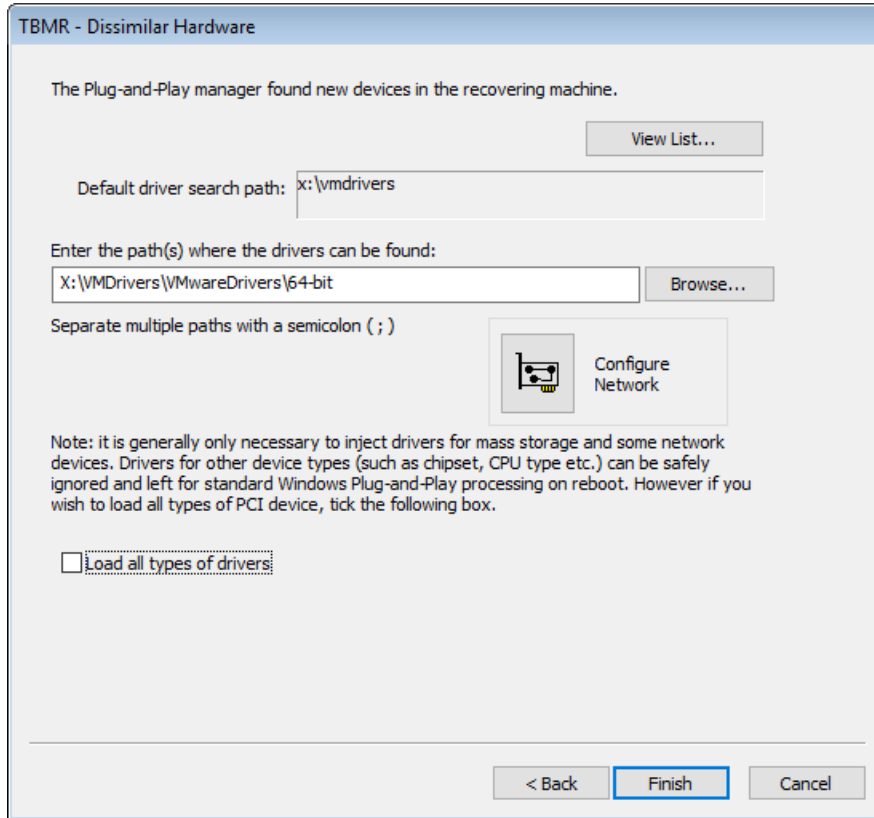 TBMR - Dissimilar Hardware
The Plug-and-Play manager found new devices in the recovering machine.
View List...
Default driver search path: x:\vmdrivers
Enter the path(s) where the drivers can be found:
X:\VMDrivers\VMwareDrivers\64-bit Browse...
Separate multiple paths with a semicolon ( ; )
Configure
Network
Note: it is generally only necessary to inject drivers for mass storage and some network
devices. Drivers for other device types (such as chipset, CPU type etc.) can be safely
ignored and left for standard Windows Plug-and-Play processing on reboot. However if you
wish to load all types of PCI device, tick the following box.
Load all types of drivers
< Back Finish Cancel